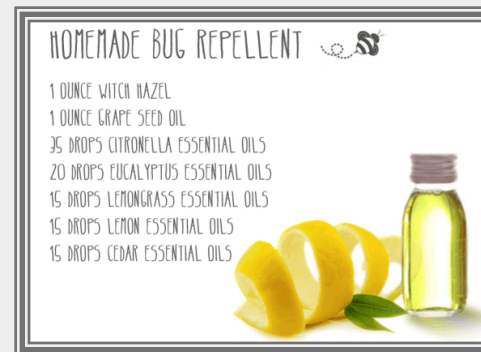 HOMEMADE BUG REPELLENT
1 OUNCE WITCH HAZEL
1 OUNCE GRAPE SEED OIL
35 DROPS CITRONELLA ESSENTIAL OILS
20 DROPS EUCALYPTUS ESSENTIAL OILS
15 DROPS LEMONGRASS ESSENTIAL OILS
15 DROPS LEMON ESSENTIAL OILS
15 DROPS CEDAR ESSENTIAL OILS